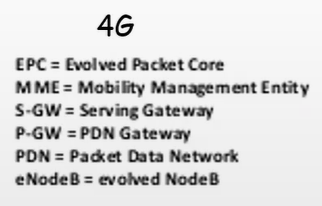 4G
EPC = Evolved Packet Core
MME = Mobility Management Entity
S-GW = Serving Gateway
P-GW = PDN Gateway
PDN = Packet Data Network
eNodeB = evolved NodeB